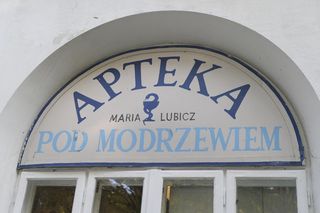 APTEKA
MARIA LUBICZ
POD MODRZEWIEM